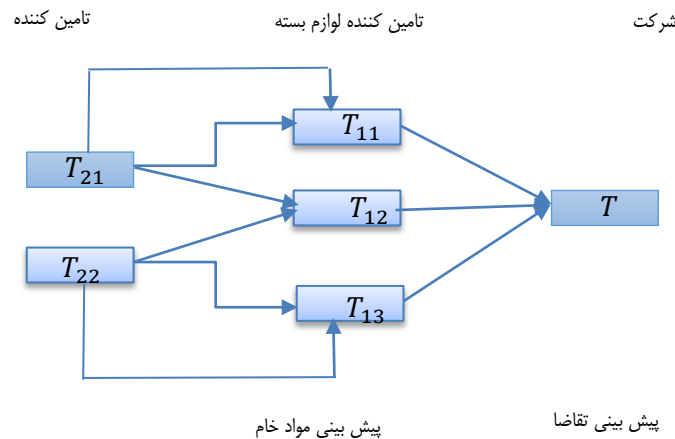 شرکت
تامین کننده لوازم بسته
تامین کننده
T₁₁
T₂₁
T₁₂
T
T₂₂
T₁₃
پیش بینی تقاضا
پیش بینی مواد خام